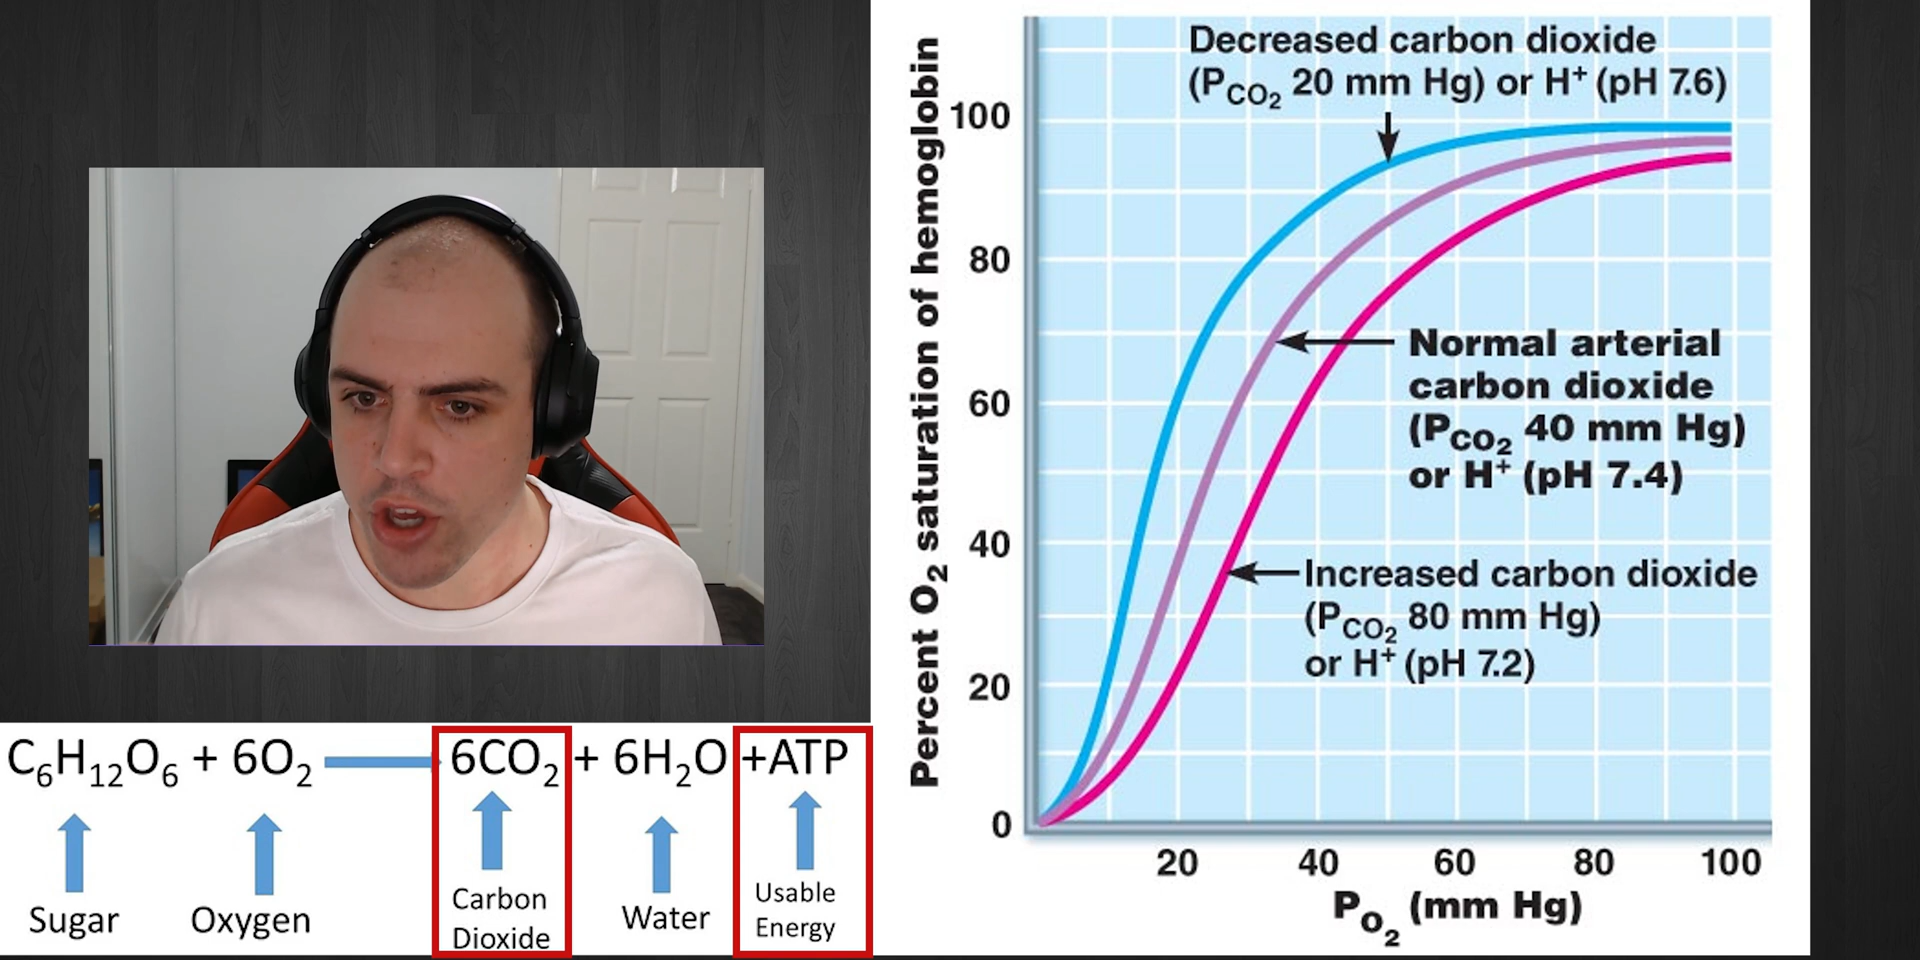 Decreased carbon dioxide
(PCO₂ 20 mm Hg) or H⁺ (pH 7.6)
Percent O₂ saturation of hemoglobin
100
80
60
40
20
0
Normal arterial
carbon dioxide
(PCO₂ 40 mm Hg)
or H⁺ (pH 7.4)
Increased carbon dioxide
(PCO₂ 80 mm Hg)
or H⁺ (pH 7.2)
20 40 60 80 100
PO₂ (mm Hg)
C₆H₁₂O₆ + 6O₂ 6CO₂ + 6H₂O +ATP
Sugar
Oxygen
Carbon
Dioxide
Water
Usable
Energy